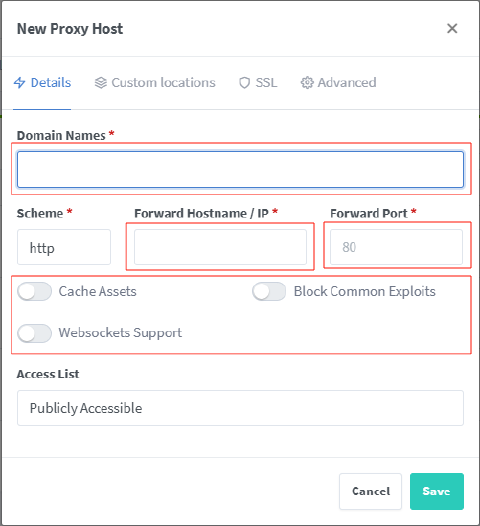 New Proxy Host
Details Custom locations SSL Advanced
Domain Names *
Scheme * Forward Hostname / IP * Forward Port *
http 80
Cache Assets Block Common Exploits
Websockets Support
Access List
Publicly Accessible
Cancel Save